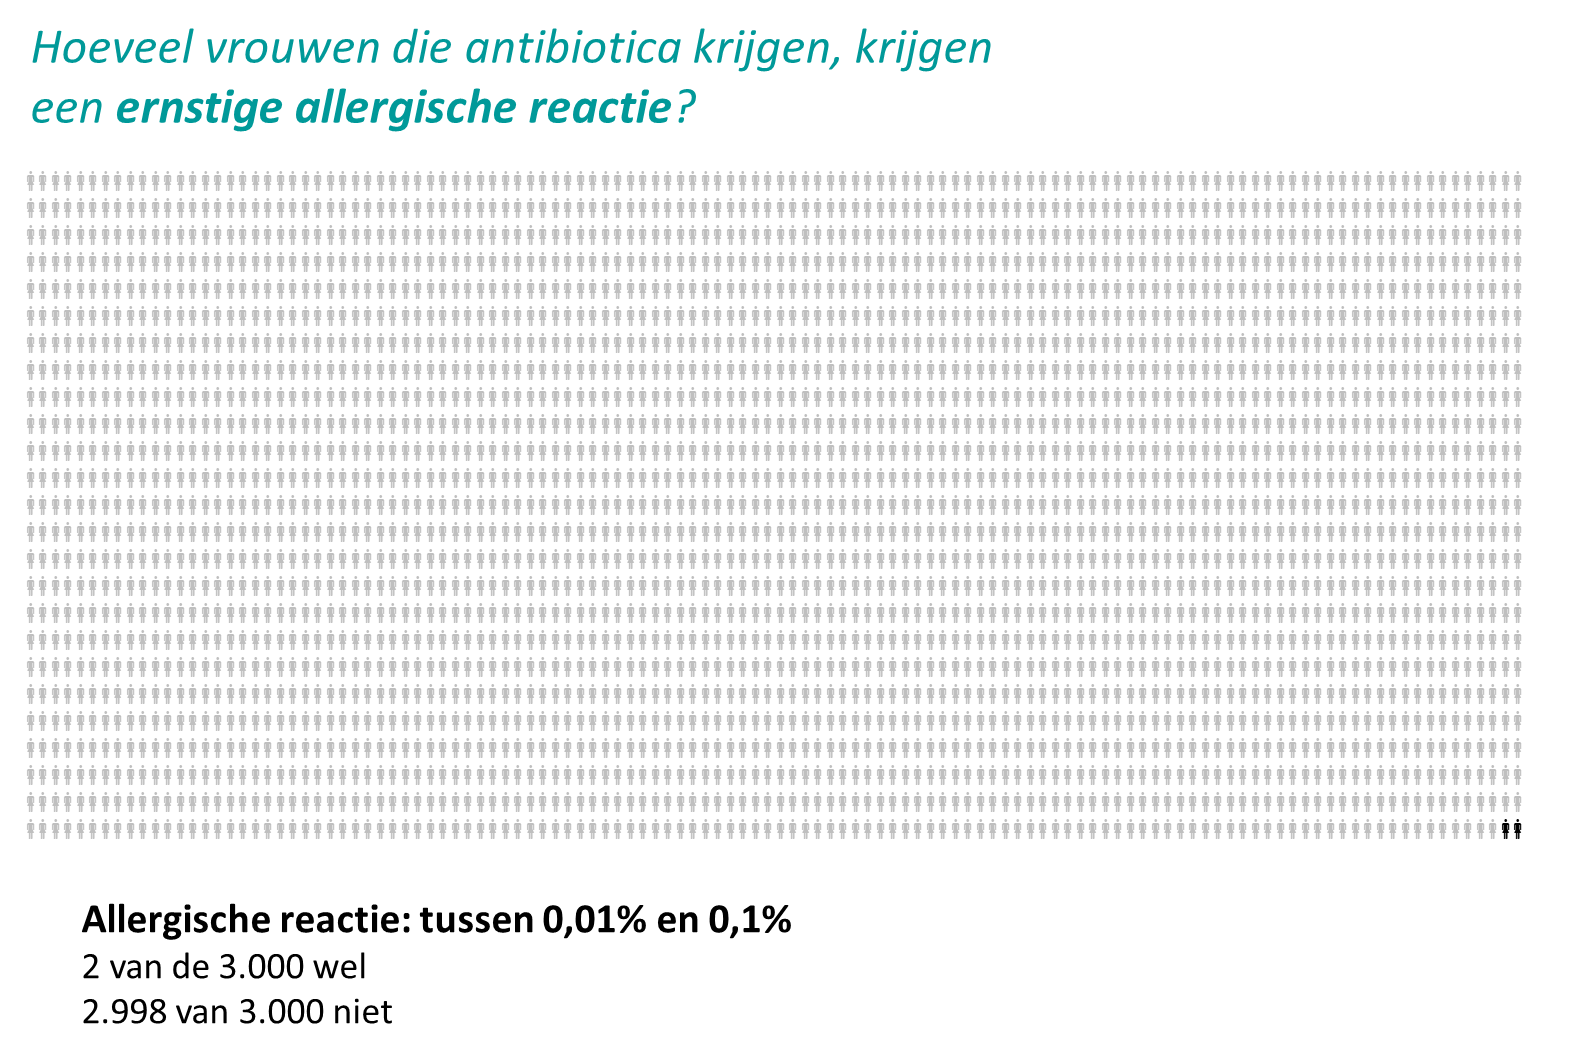 Hoeveel vrouwen die antibiotica krijgen, krijgen
een ernstige allergische reactie?
Allergische reactie: tussen 0,01% en 0,1%
2 van de 3.000 wel
2.998 van 3.000 niet